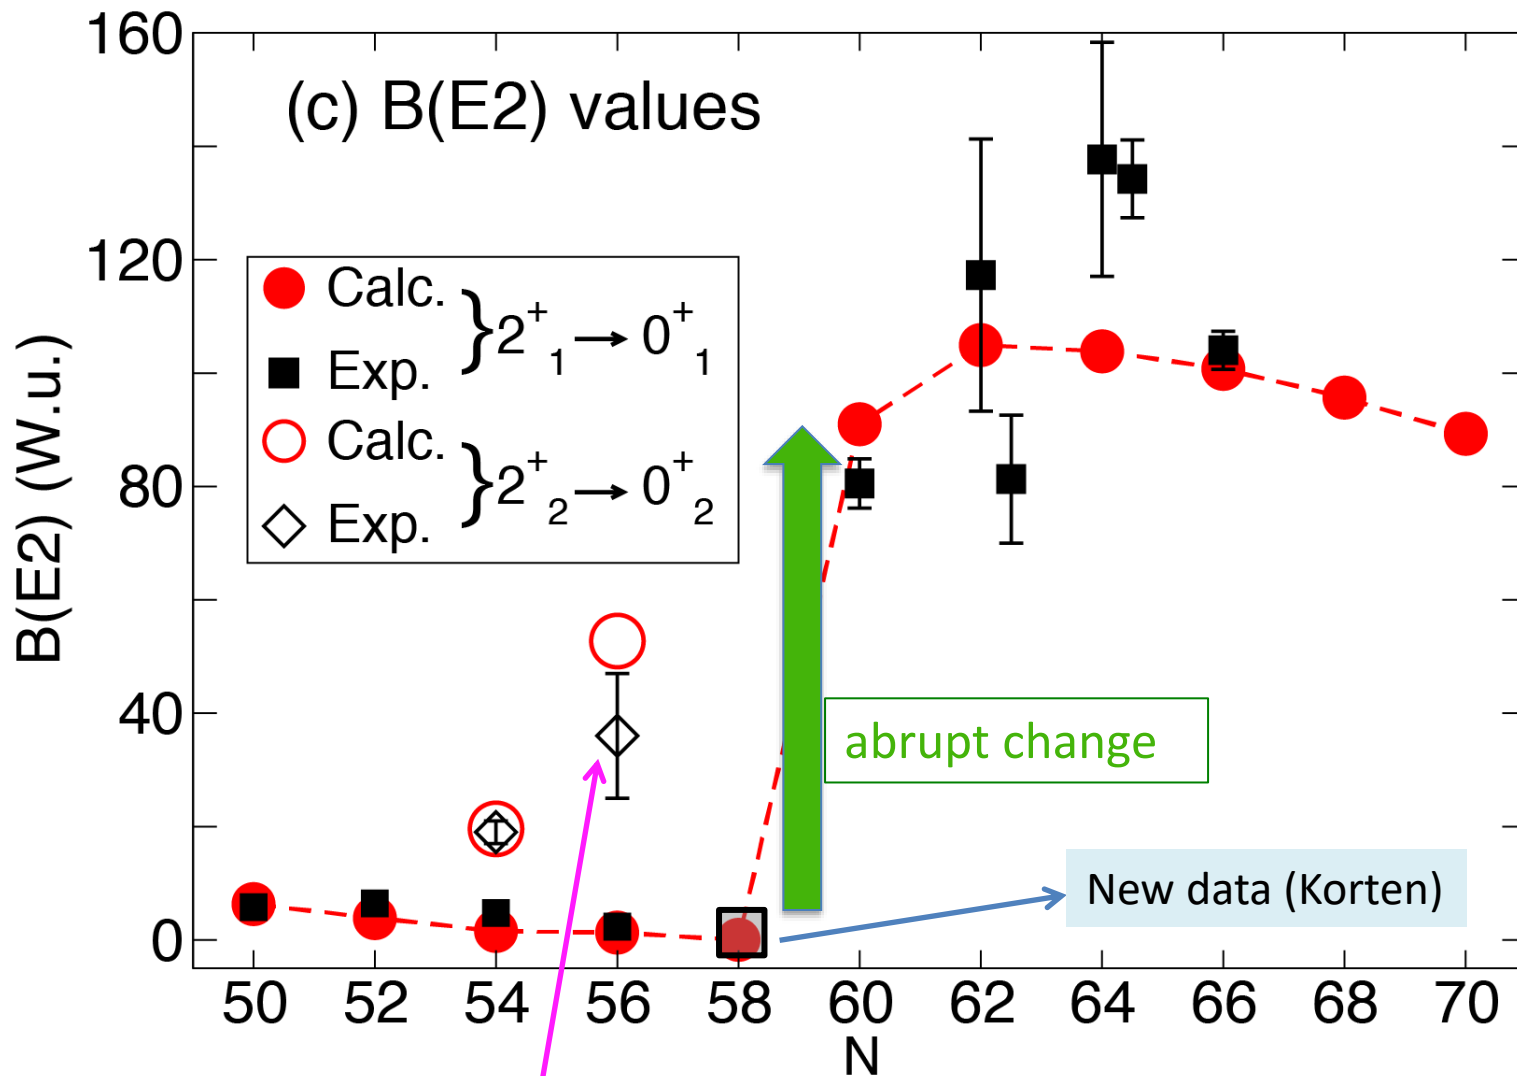 (c) B(E2) values
160
120
80
40
0
B(E2) (W.u.)
Calc.
Exp.
} 2⁺₁ → 0⁺₁
Calc.
Exp.
} 2⁺₂ → 0⁺₂
abrupt change
New data (Korten)
50 52 54 56 58 60 62 64 66 68 70
N